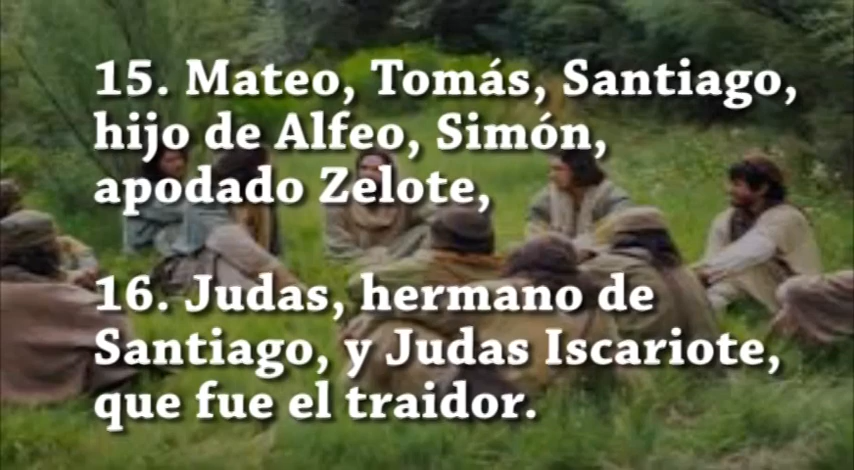 15. Mateo, Tomás, Santiago,
hijo de Alfeo, Simón,
apodado Zelote,
16. Judas, hermano de
Santiago, y Judas Iscariote,
que fue el traidor.